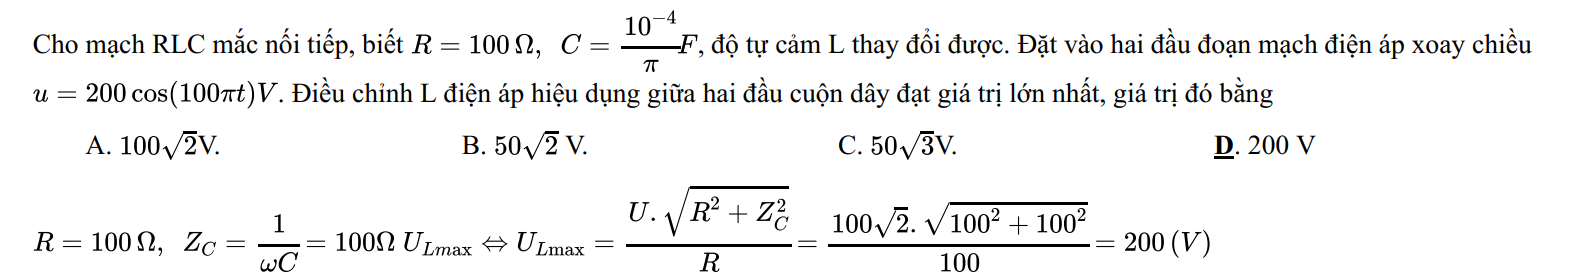 Cho mạch RLC mắc nối tiếp, biết $R = 100\,\Omega,\ \ C = \frac{10^{-4}}{\pi}F$, độ tự cảm L thay đổi được. Đặt vào hai đầu đoạn mạch điện áp xoay chiều
$u = 200\cos(100\pi t)V$. Điều chỉnh L điện áp hiệu dụng giữa hai đầu cuộn dây đạt giá trị lớn nhất, giá trị đó bằng
A. $100\sqrt{2}$V. B. $50\sqrt{2}$ V. C. $50\sqrt{3}$V. D. 200 V
$R = 100\,\Omega,\ \ Z_C = \frac{1}{\omega C} = 100\Omega\ U_{Lmax} \Leftrightarrow U_{L\max} = \frac{U.\sqrt{R^2 + Z_C^2}}{R} = \frac{100\sqrt{2}.\sqrt{100^2 + 100^2}}{100} = 200\,(V)$